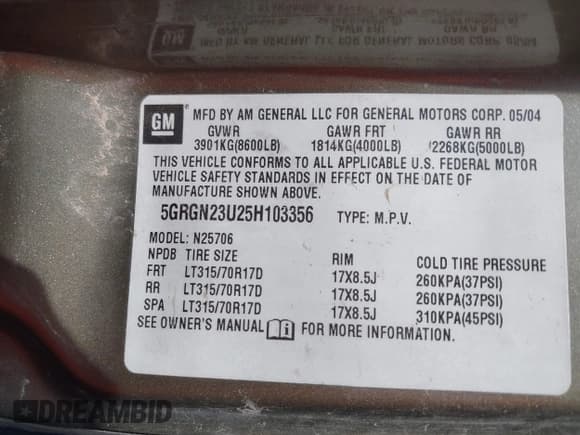 GM
MFD BY AM GENERAL LLC FOR GENERAL MOTORS CORP. 05/04
GVWR GAWR FRT GAWR RR
3901KG(8600LB) 1814KG(4000LB) 2268KG(5000LB)
THIS VEHICLE CONFORMS TO ALL APPLICABLE U.S. FEDERAL MOTOR
VEHICLE SAFETY STANDARDS IN EFFECT ON THE DATE OF
MANUFACTURE SHOWN ABOVE.
5GRGN23U25H103356 TYPE: M.P.V.
MODEL: N25706
NPDB TIRE SIZE RIM COLD TIRE PRESSURE
FRT LT315/70R17D 17X8.5J 260KPA(37PSI)
RR LT315/70R17D 17X8.5J 260KPA(37PSI)
SPA LT315/70R17D 17X8.5J 310KPA(45PSI)
SEE OWNER'S MANUAL FOR MORE INFORMATION.
DREAMBID